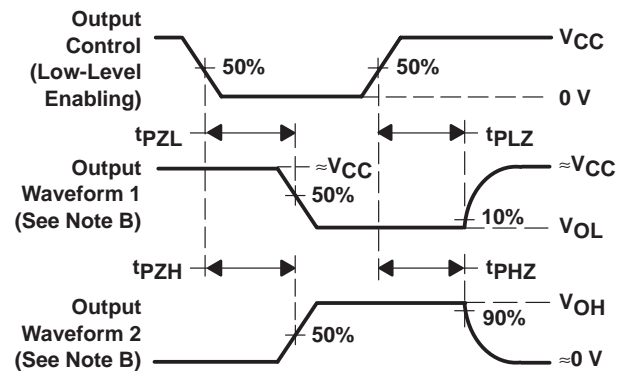 Output
Control
(Low-Level
Enabling)
50%
50%
VCC
0 V
tPZL
tPLZ
Output
Waveform 1
(See Note B)
≈VCC
50%
≈VCC
10%
VOL
tPZH
tPHZ
Output
Waveform 2
(See Note B)
50%
VOH
90%
≈0 V